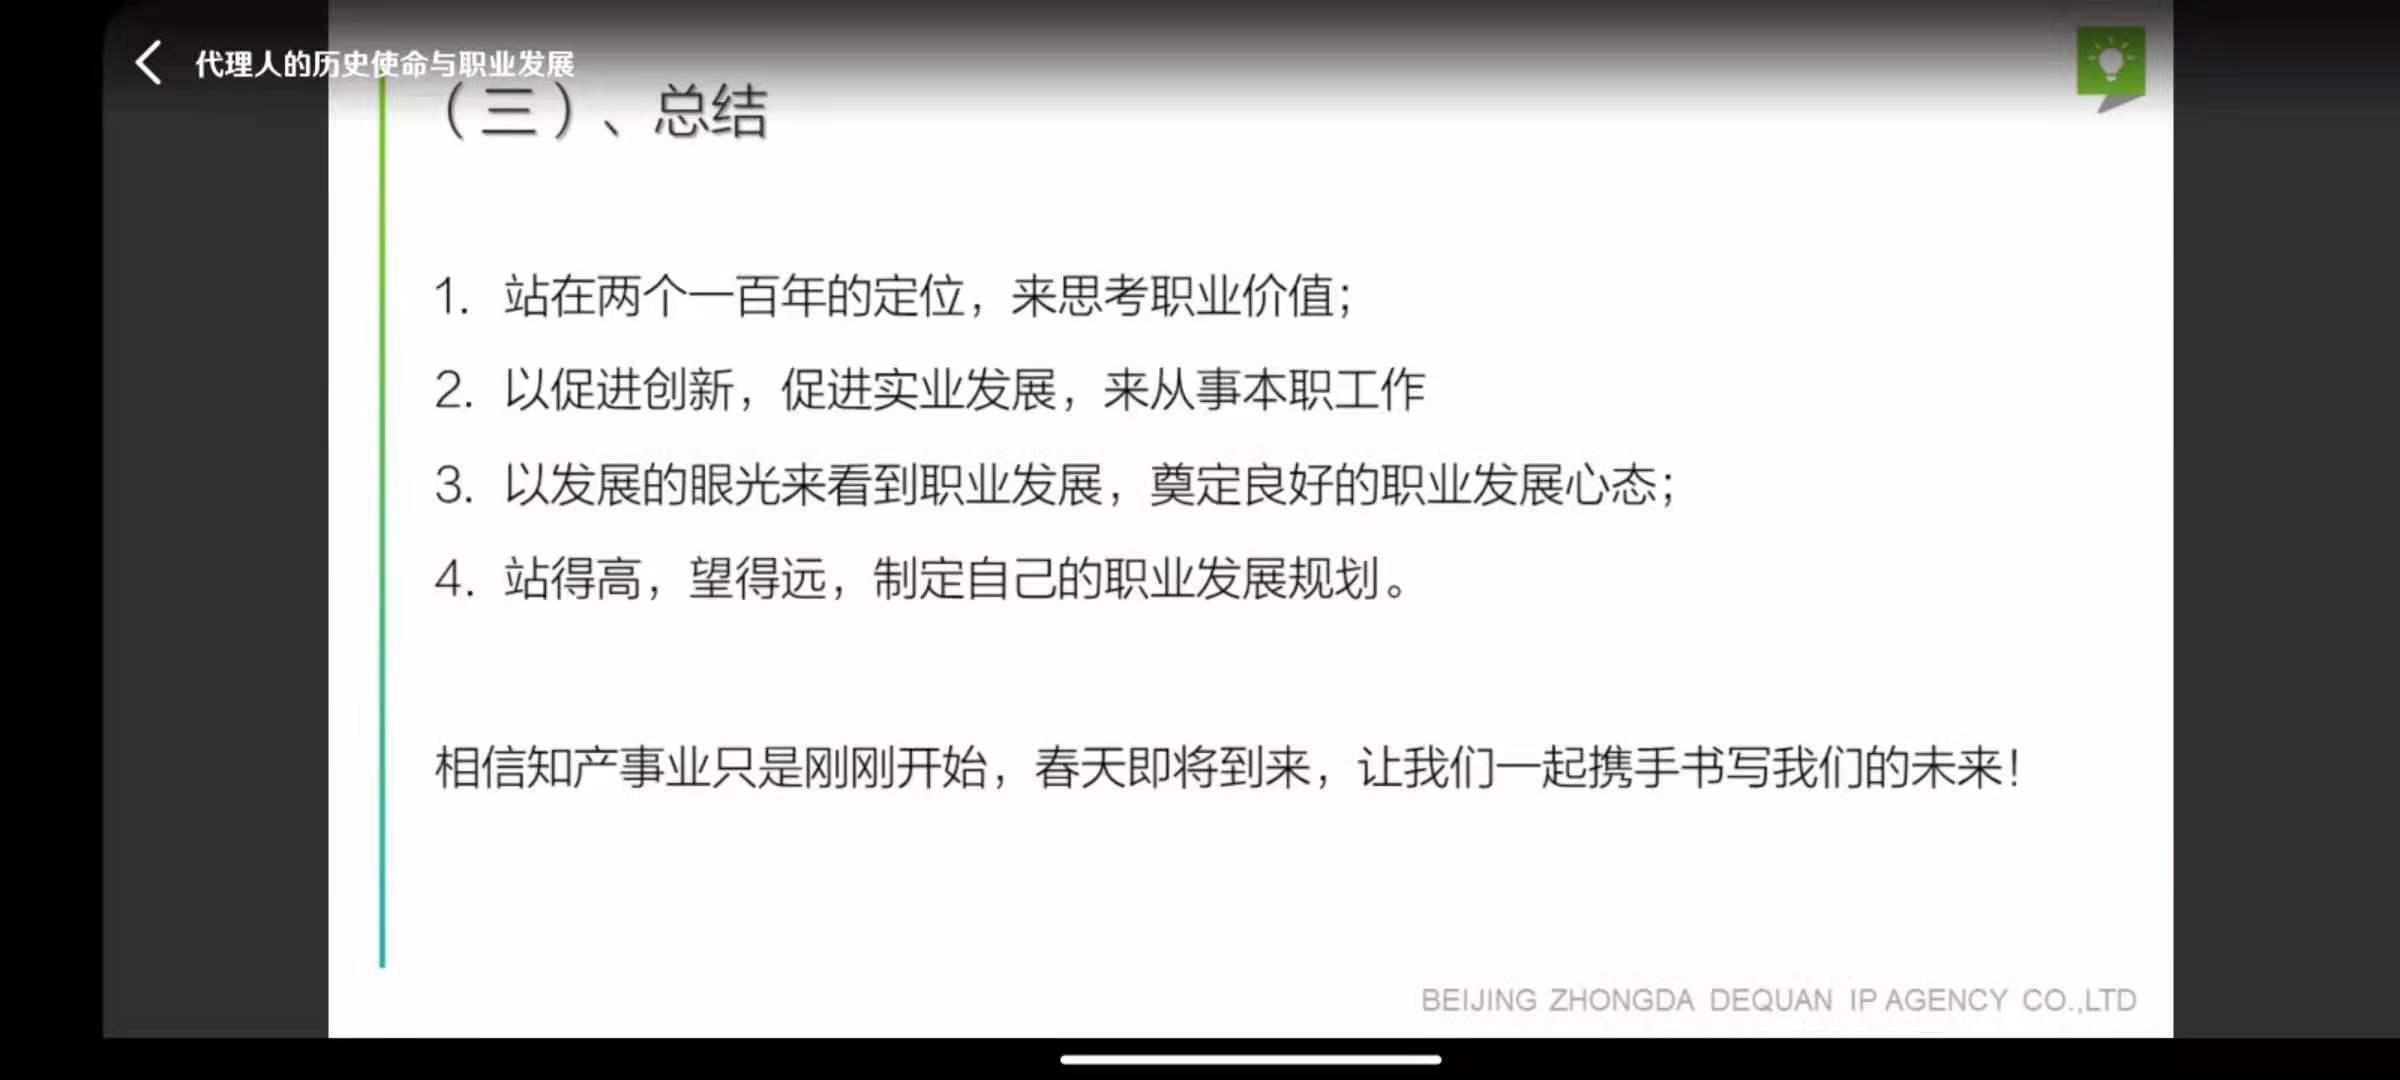 代理人的历史使命与职业发展
（三）、总结
1. 站在两个一百年的定位，来思考职业价值；
2. 以促进创新，促进实业发展，来从事本职工作
3. 以发展的眼光来看到职业发展，奠定良好的职业发展心态；
4. 站得高，望得远，制定自己的职业发展规划。
相信知产事业只是刚刚开始，春天即将到来，让我们一起携手书写我们的未来！
BEIJING ZHONGDA DEQUAN IP AGENCY CO.,LTD